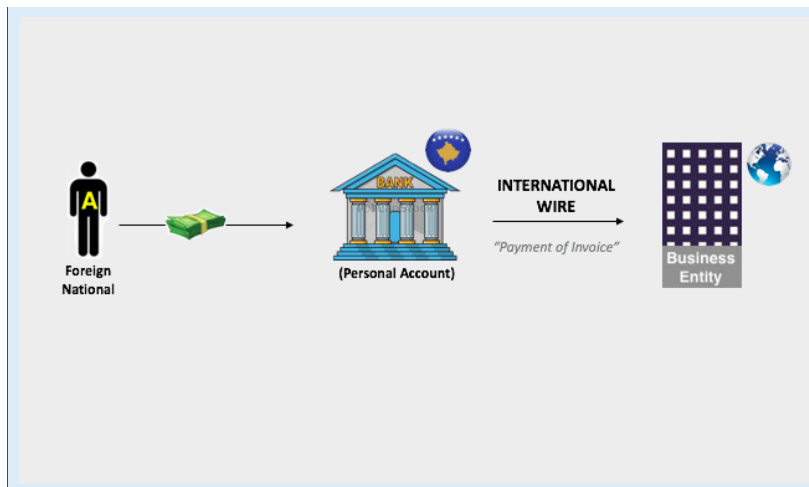 A
Foreign
National
BANK
(Personal Account)
INTERNATIONAL
WIRE
"Payment of Invoice"
Business
Entity